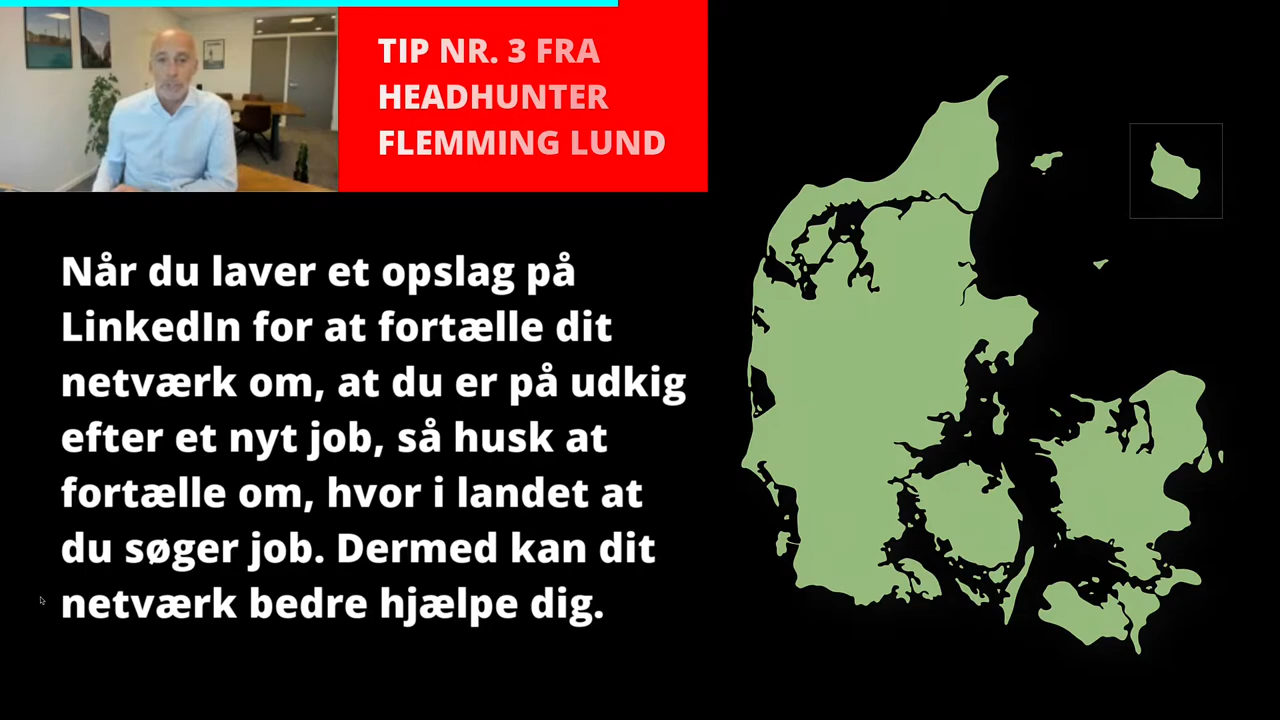 TIP NR. 3 FRA
HEADHUNTER
FLEMMING LUND
Når du laver et opslag på
LinkedIn for at fortælle dit
netværk om, at du er på udkig
efter et nyt job, så husk at
fortælle om, hvor i landet at
du søger job. Dermed kan dit
netværk bedre hjælpe dig.